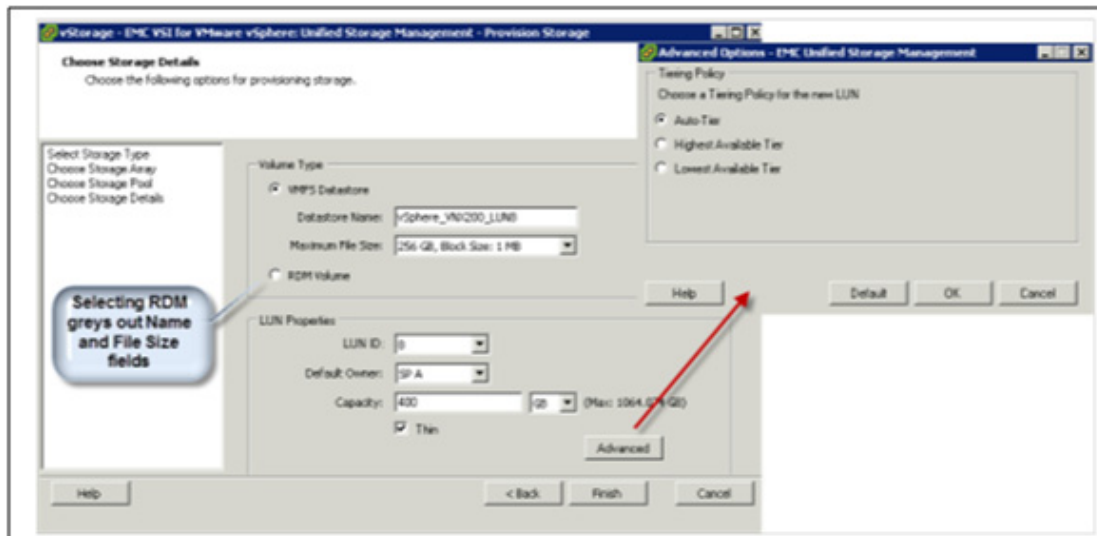 vStorage - EMC VSI for VMware vSphere: Unified Storage Management - Provision Storage
Choose Storage Details
Choose the following options for provisioning storage.
Select Storage Type
Choose Storage Array
Choose Storage Pool
Choose Storage Details
Volume Type
VMFS Datastore
Datastore Name: vSphere_VNX200_LUN8
Maximum File Size: 256 GB, Block Size: 1 MB
RDM Volume
Selecting RDM
greys out Name
and File Size
fields
LUN Properties
LUN ID: 8
Default Owner: SP A
Capacity: 400 GB (Max: GB)
Thin
Advanced
Help
< Back
Finish
Cancel
Advanced Options - EMC Unified Storage Management
Tiering Policy
Choose a Tiering Policy for the new LUN
Auto-Tier
Highest Available Tier
Lowest Available Tier
Help
Default
OK
Cancel